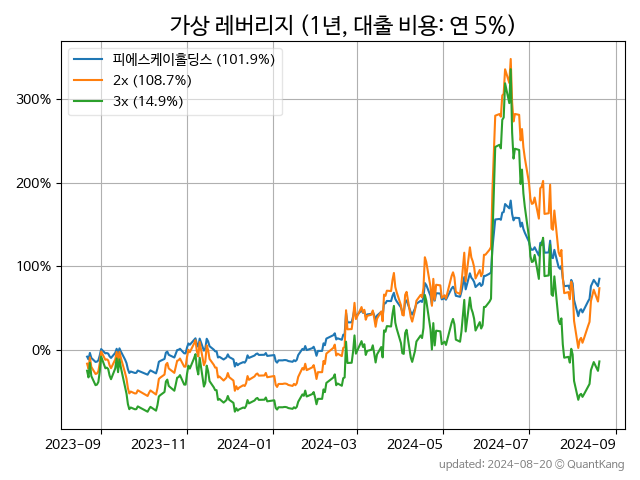 가상 레버리지 (1년, 대출 비용: 연 5%)
피에스케이홀딩스 (101.9%)
2x (108.7%)
3x (14.9%)
300%
200%
100%
0%
2023-09 2023-11 2024-01 2024-03 2024-05 2024-07 2024-09
updated: 2024-08-20 © QuantKang